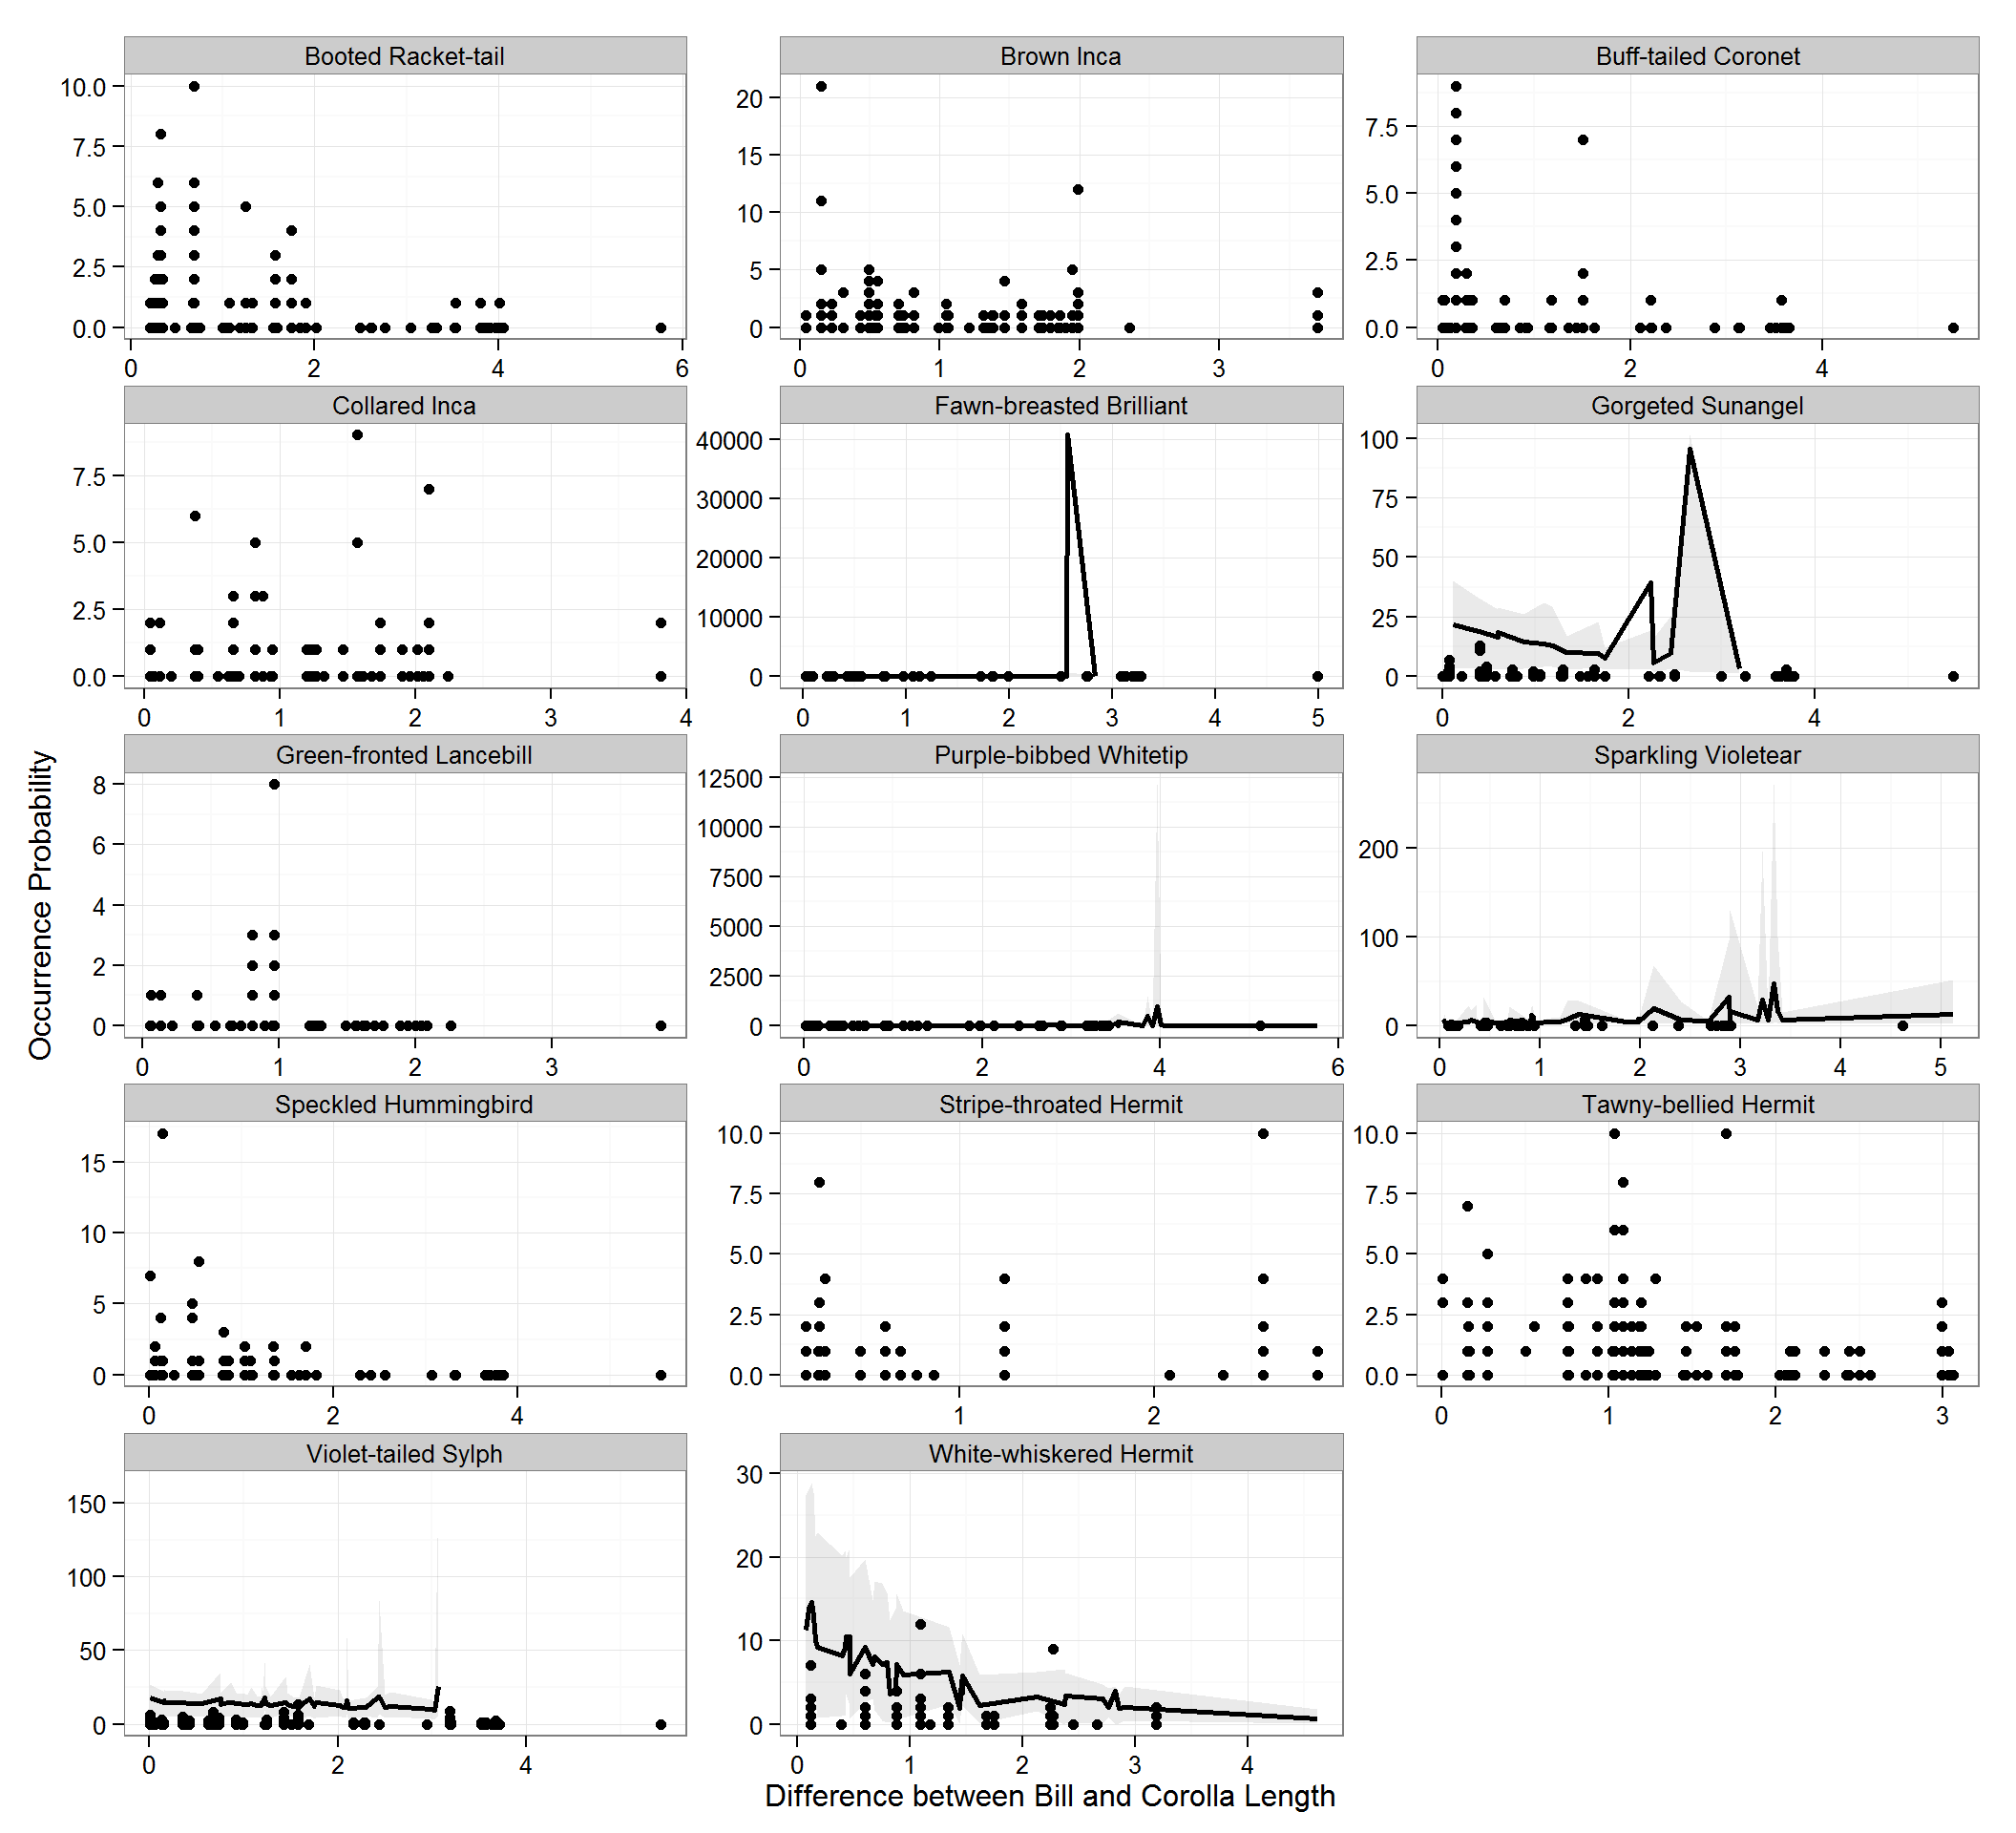 Booted Racket-tail Brown Inca Buff-tailed Coronet
10.0 7.5 5.0 2.5 0.0 20 15 10 5 0 7.5 5.0 2.5 0.0
0 2 4 6 0 1 2 3 0 2 4
Collared Inca Fawn-breasted Brilliant Gorgeted Sunangel
7.5 5.0 2.5 0.0 40000 30000 20000 10000 0 100 75 50 25 0
0 1 2 3 4 0 1 2 3 4 5 0 2 4
Occurrence Probability
Green-fronted Lancebill Purple-bibbed Whitetip Sparkling Violetear
8 6 4 2 0 12500 10000 7500 5000 2500 0 200 100 0
0 1 2 3 0 2 4 6 0 1 2 3 4 5
Speckled Hummingbird Stripe-throated Hermit Tawny-bellied Hermit
15 10 5 0 10.0 7.5 5.0 2.5 0.0 10.0 7.5 5.0 2.5 0.0
0 2 4 1 2 0 1 2 3
Violet-tailed Sylph White-whiskered Hermit
150 100 50 0 30 20 10 0
0 2 4 0 1 2 3 4
Difference between Bill and Corolla Length